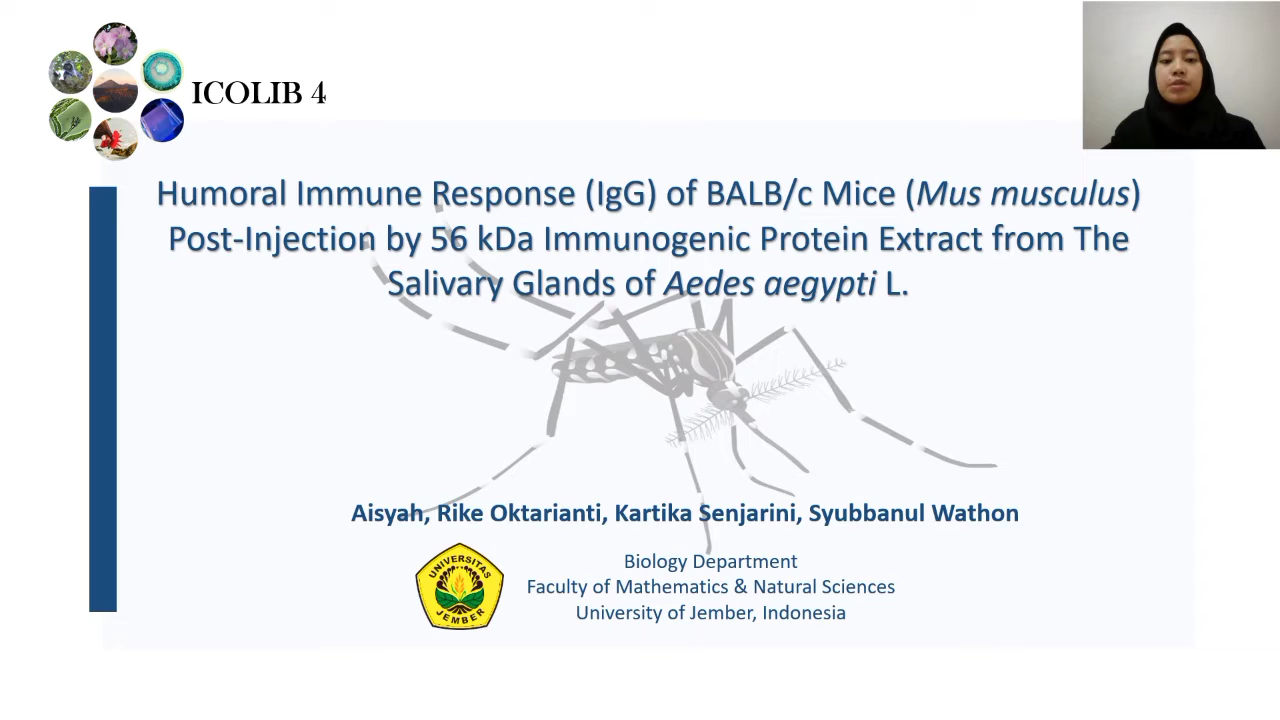 ICOLIB 4
Humoral Immune Response (IgG) of BALB/c Mice (Mus musculus)
Post-Injection by 56 kDa Immunogenic Protein Extract from The
Salivary Glands of Aedes aegypti L.
Aisyah, Rike Oktarianti, Kartika Senjarini, Syubbanul Wathon
UNIVERSITAS
JEMBER
Biology Department
Faculty of Mathematics & Natural Sciences
University of Jember, Indonesia